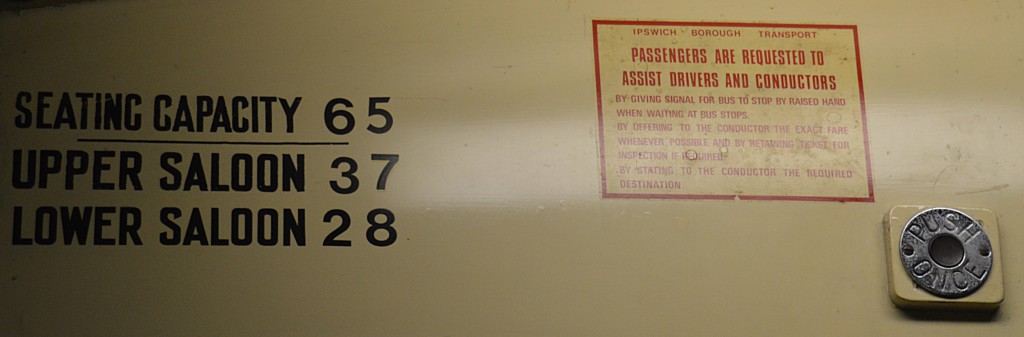 SEATING CAPACITY 65
UPPER SALOON 37
LOWER SALOON 28
IPSWICH BOROUGH TRANSPORT
PASSENGERS ARE REQUESTED TO
ASSIST DRIVERS AND CONDUCTORS
BY GIVING SIGNAL FOR BUS TO STOP BY RAISED HAND
WHEN WAITING AT BUS STOPS.
BY OFFERING TO THE CONDUCTOR THE EXACT FARE
WHENEVER POSSIBLE AND BY RETAINING TICKET FOR
INSPECTION IF REQUIRED.
BY STATING TO THE CONDUCTOR THE REQUIRED
DESTINATION.
PUSH
ONCE